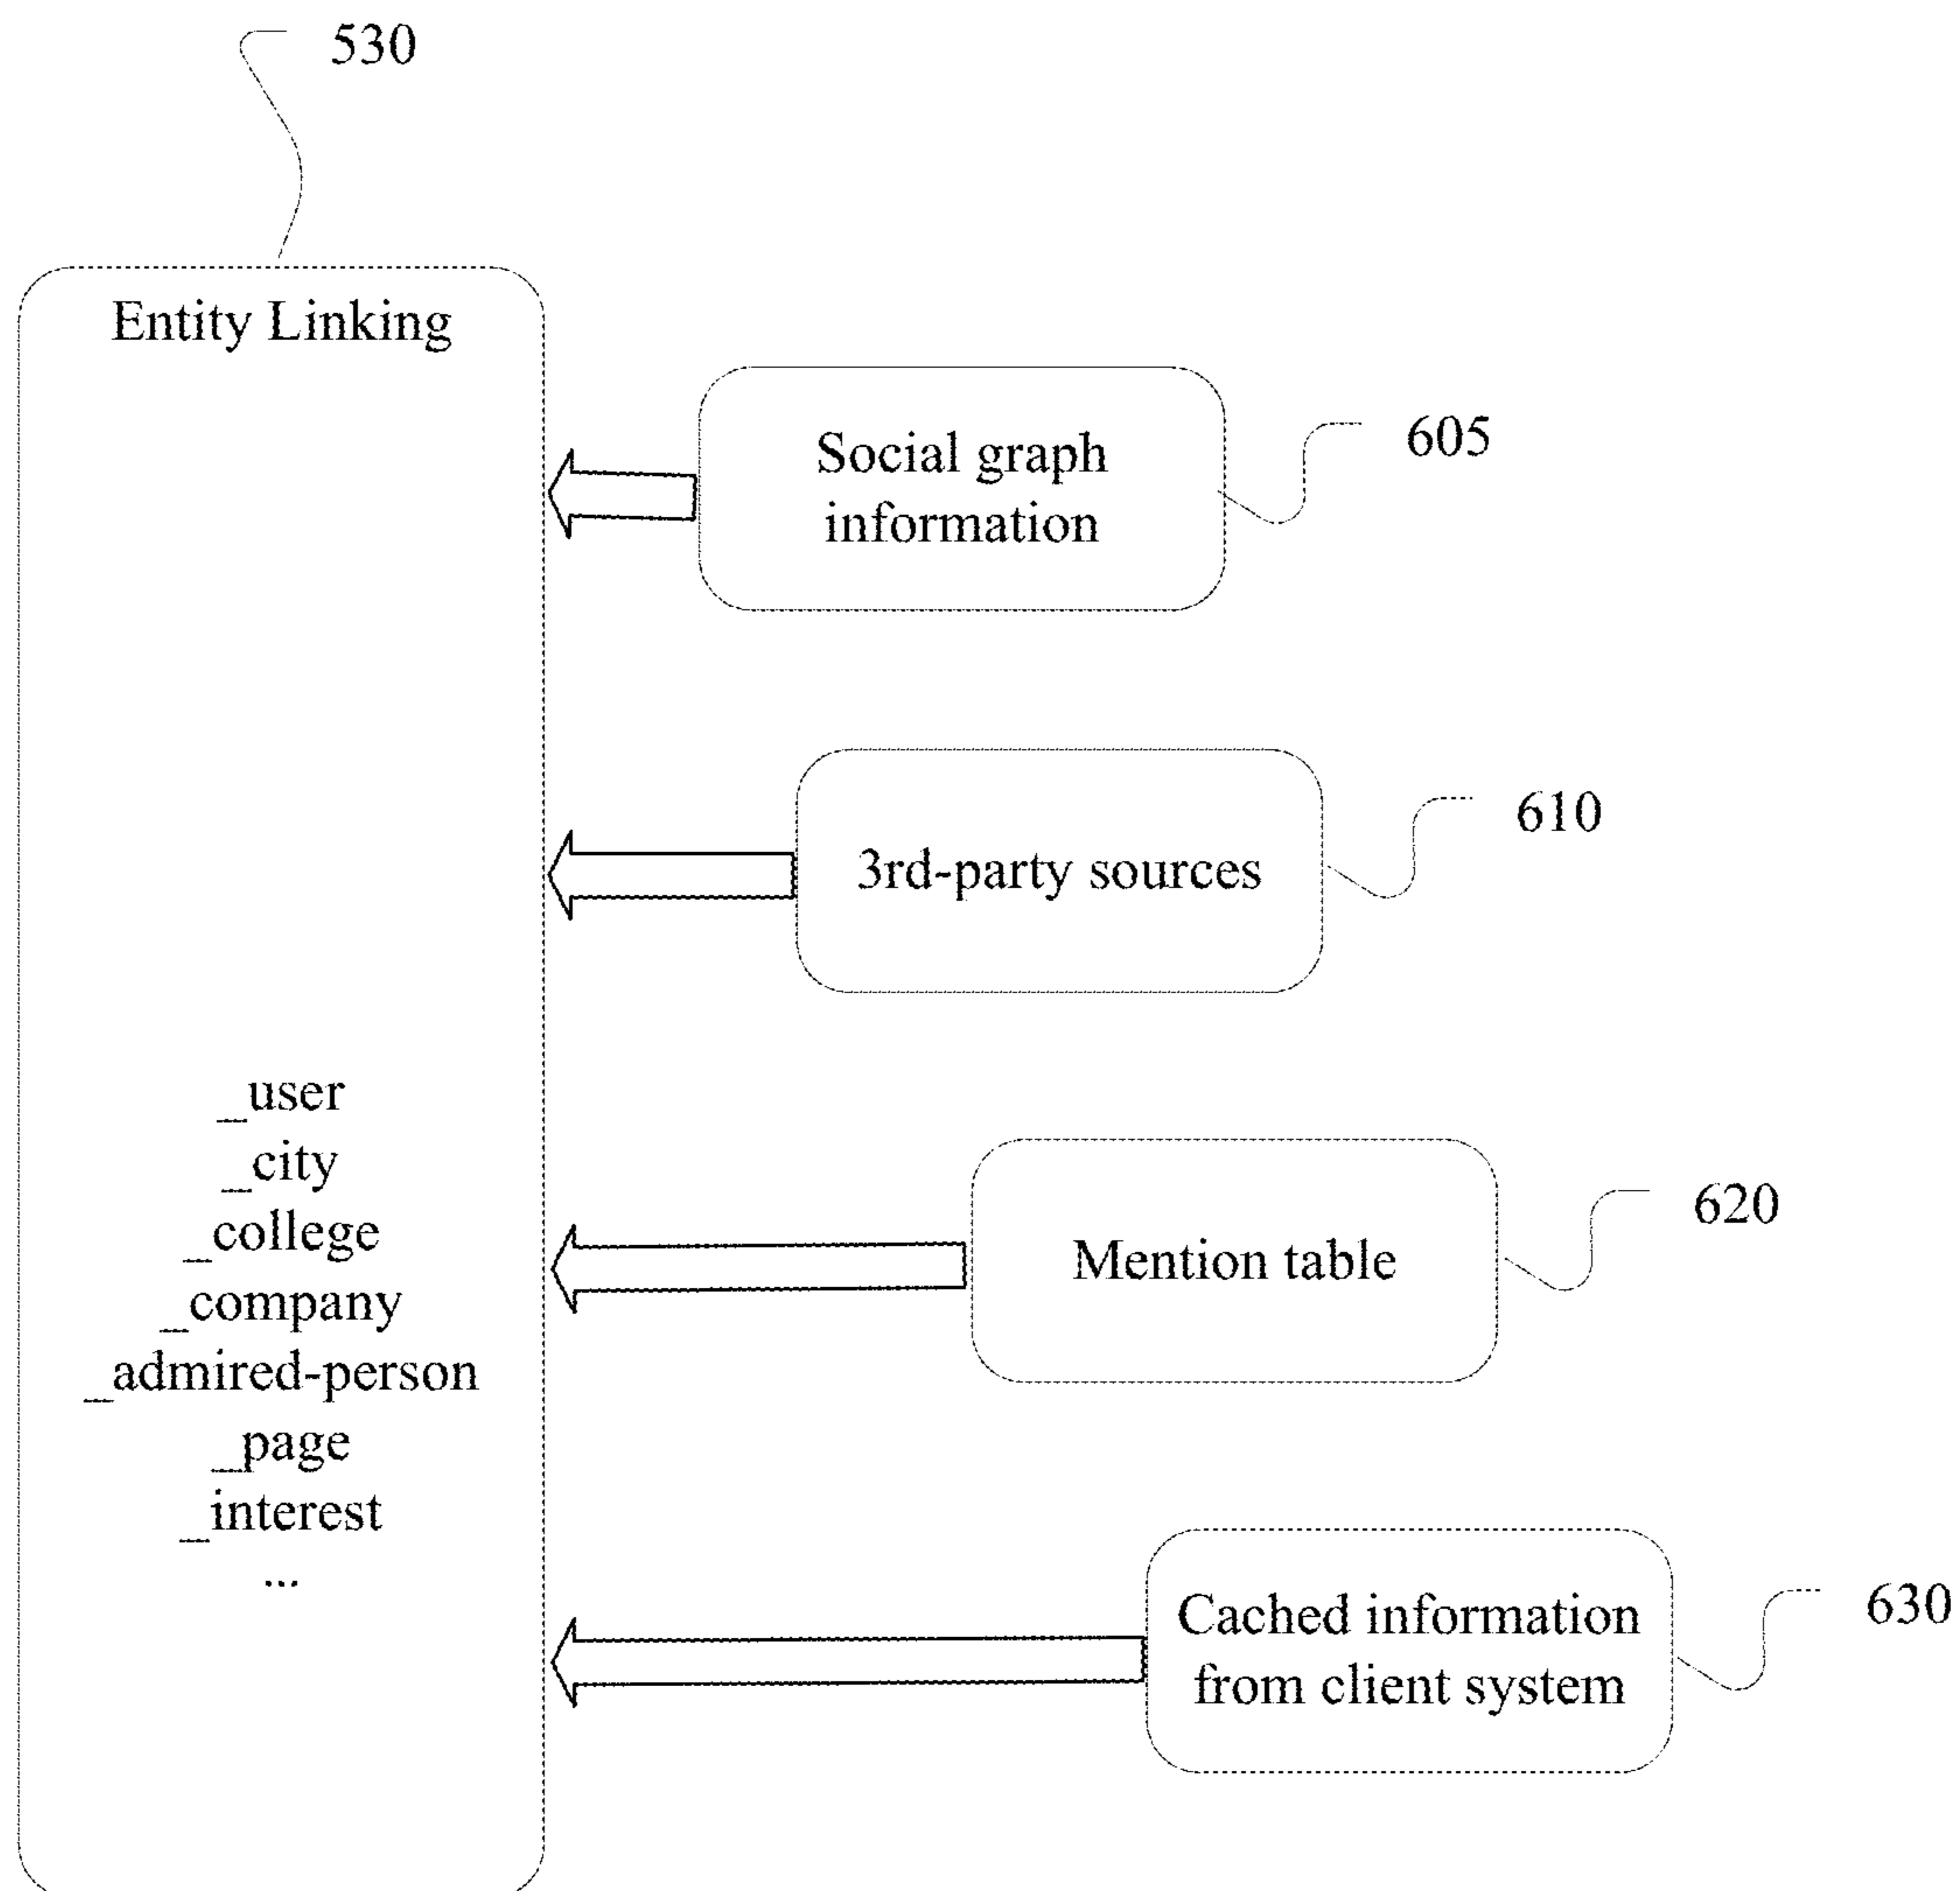 530
Entity Linking
Social graph
information
605
3rd-party sources
610
_user
_city
_college
_company
_admired-person
_page
_interest
...
Mention table
620
Cached information
from client system
630